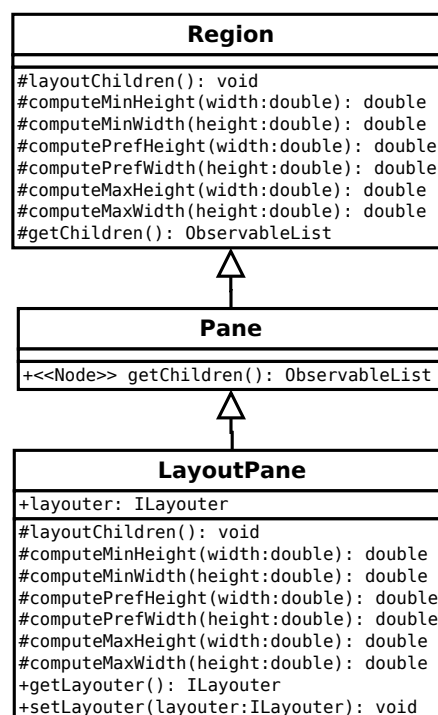 Region
#layoutChildren(): void
#computeMinHeight(width:double): double
#computeMinWidth(height:double): double
#computePrefHeight(width:double): double
#computePrefWidth(height:double): double
#computeMaxHeight(width:double): double
#computeMaxWidth(height:double): double
#getChildren(): ObservableList
Pane
+<<Node>> getChildren(): ObservableList
LayoutPane
+layouter: ILayouter
#layoutChildren(): void
#computeMinHeight(width:double): double
#computeMinWidth(height:double): double
#computePrefHeight(width:double): double
#computePrefWidth(height:double): double
#computeMaxHeight(width:double): double
#computeMaxWidth(height:double): double
+getLayouter(): ILayouter
+setLayouter(layouter:ILayouter): void